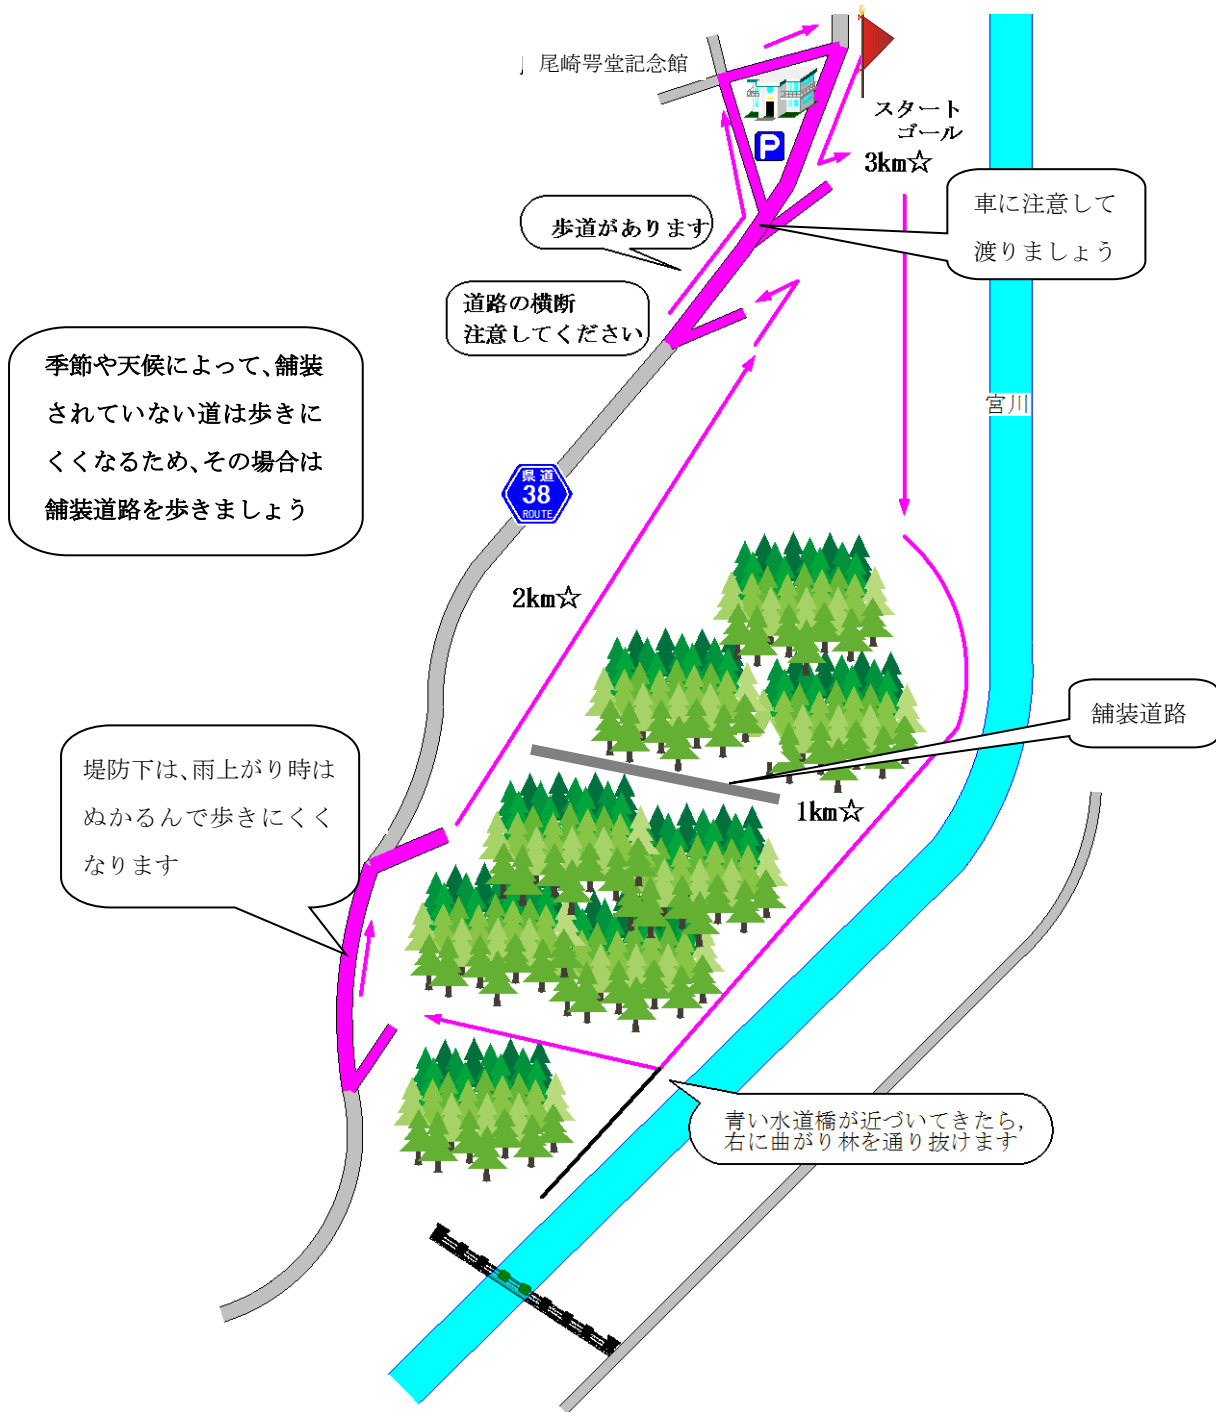 尾崎咢堂記念館
スタート
ゴール
3km☆
P
車に注意して
渡りましょう
歩道があります
道路の横断
注意してください
季節や天候によって、舗装
されていない道は歩きに
くくなるため、その場合は
舗装道路を歩きましょう
宮川
県道
38
ROUTE
2km☆
舗装道路
堤防下は、雨上がり時は
ぬかるんで歩きにくく
なります
1km☆
青い水道橋が近づいてきたら,
右に曲がり林を通り抜けます